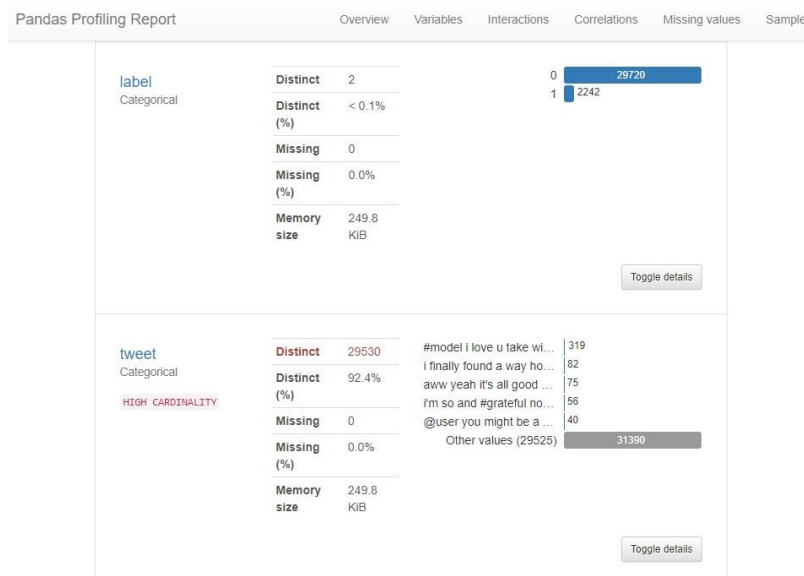 Pandas Profiling Report
Overview
Variables
Interactions
Correlations
Missing values
Sample
label
Categorical
Distinct 2
Distinct (%) < 0.1%
Missing 0
Missing (%) 0.0%
Memory size 249.8 KiB
0 29720
1 2242
Toggle details
tweet
Categorical
HIGH CARDINALITY
Distinct 29530
Distinct (%) 92.4%
Missing 0
Missing (%) 0.0%
Memory size 249.8 KiB
#model i love u take wi... 319
i finally found a way ho... 82
aww yeah it's all good ... 75
i'm so and #grateful no... 56
@user you might be a ... 40
Other values (29525) 31390
Toggle details